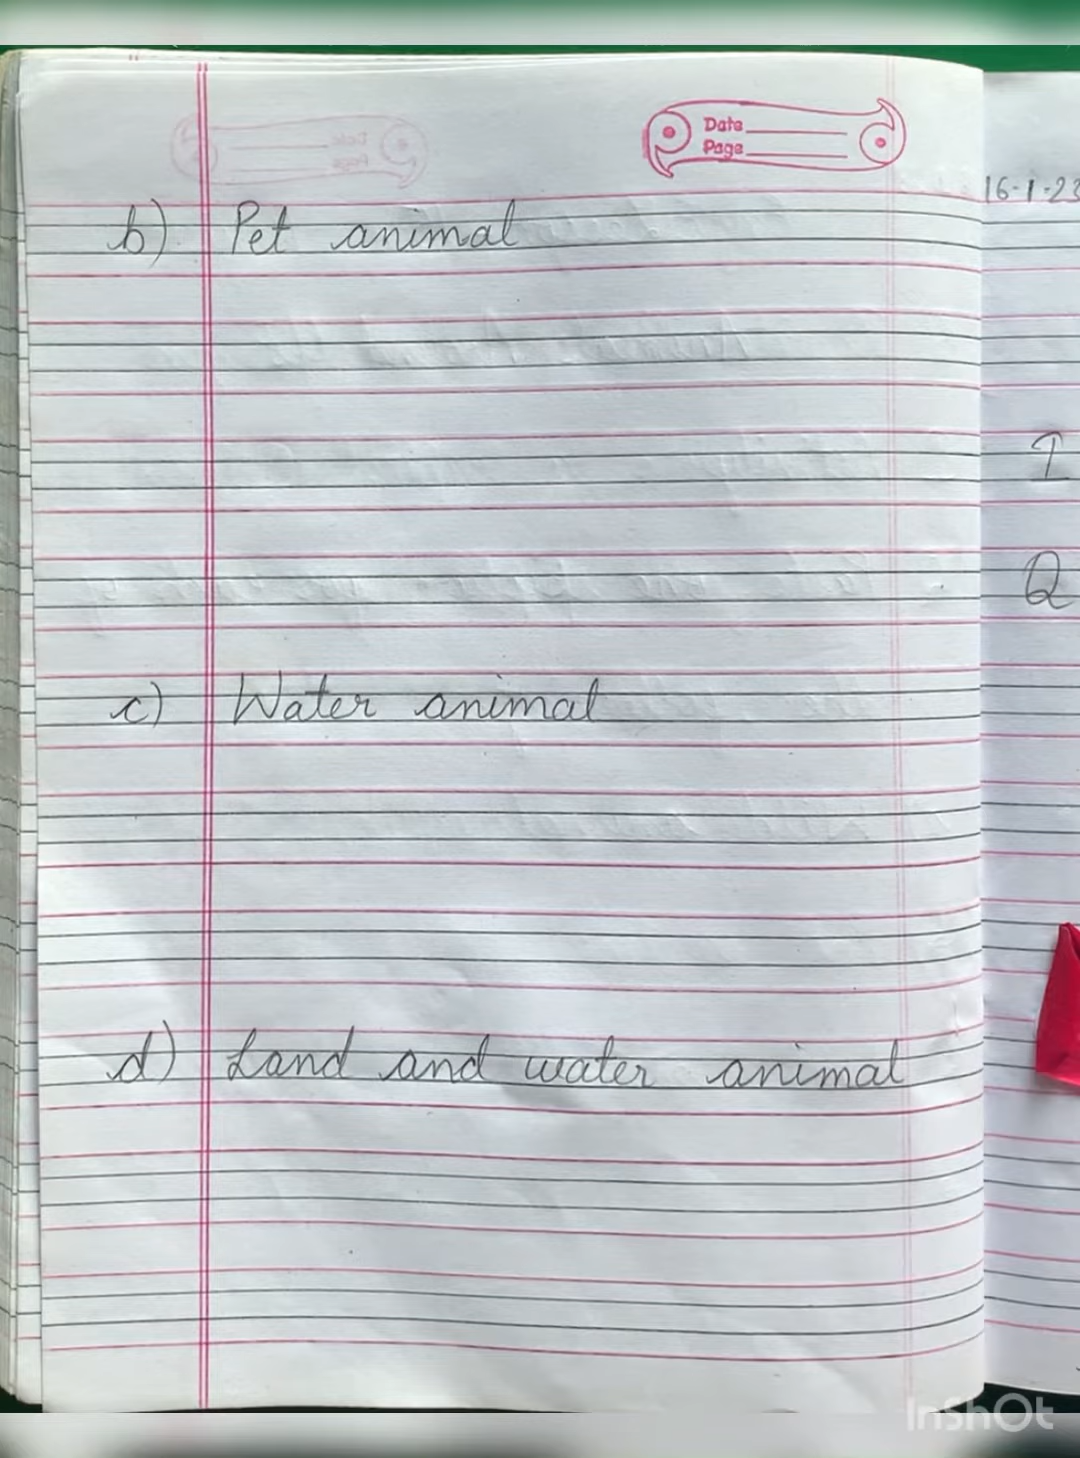 Date
Page
16-1-23
b) Pet animal
I
Q
c) Water animal
d) Land and water animal
InShOt